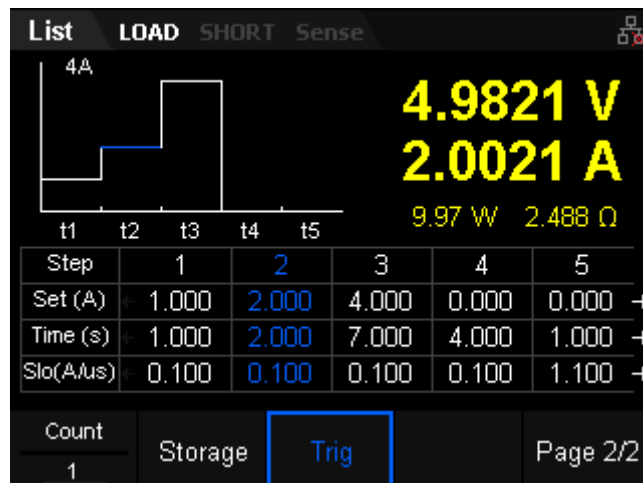 List LOAD SHORT Sense
4A
4.9821 V
2.0021 A
9.97 W 2.488 Ω
t1 t2 t3 t4 t5
Step 1 2 3 4 5
Set (A) 1.000 2.000 4.000 0.000 0.000
Time (s) 1.000 2.000 7.000 4.000 1.000
Slo(A/us) 0.100 0.100 0.100 0.100 1.100
Count
1
Storage
Trig
Page 2/2